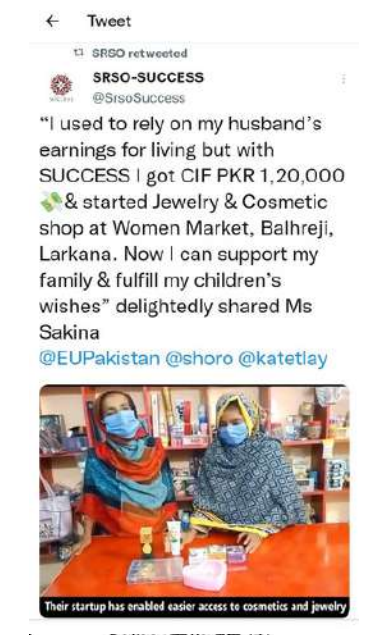 ← Tweet
SRSO retweeted
SRSO-SUCCESS
@SrsoSuccess
“I used to rely on my husband’s
earnings for living but with
SUCCESS I got CIF PKR 1,20,000
💸& started Jewelry & Cosmetic
shop at Women Market, Balhreji,
Larkana. Now I can support my
family & fulfill my children’s
wishes” delightedly shared Ms
Sakina
@EUPakistan @shoro @katetlay
Their startup has enabled easier access to cosmetics and jewelry